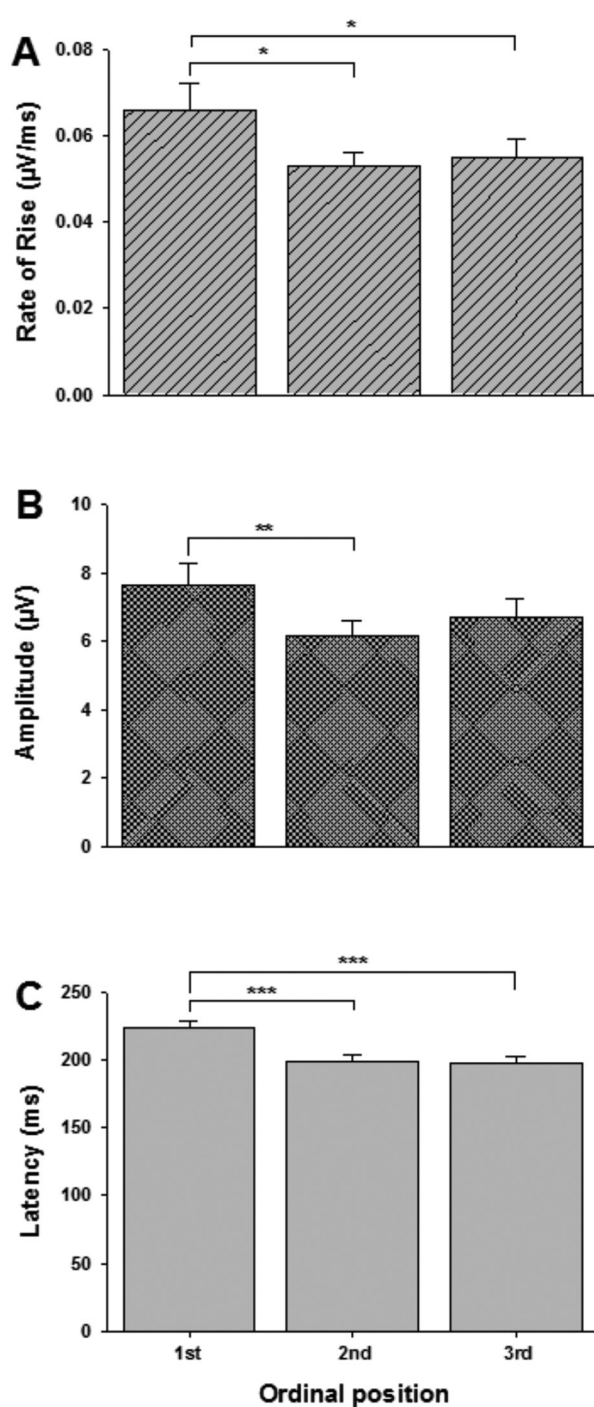 A
*
*
Rate of Rise (µV/ms)
0.08
0.06
0.04
0.02
0.00
B
**
Amplitude (µV)
10
8
6
4
2
0
C
***
***
Latency (ms)
250
200
150
100
50
0
1st 2nd 3rd
Ordinal position